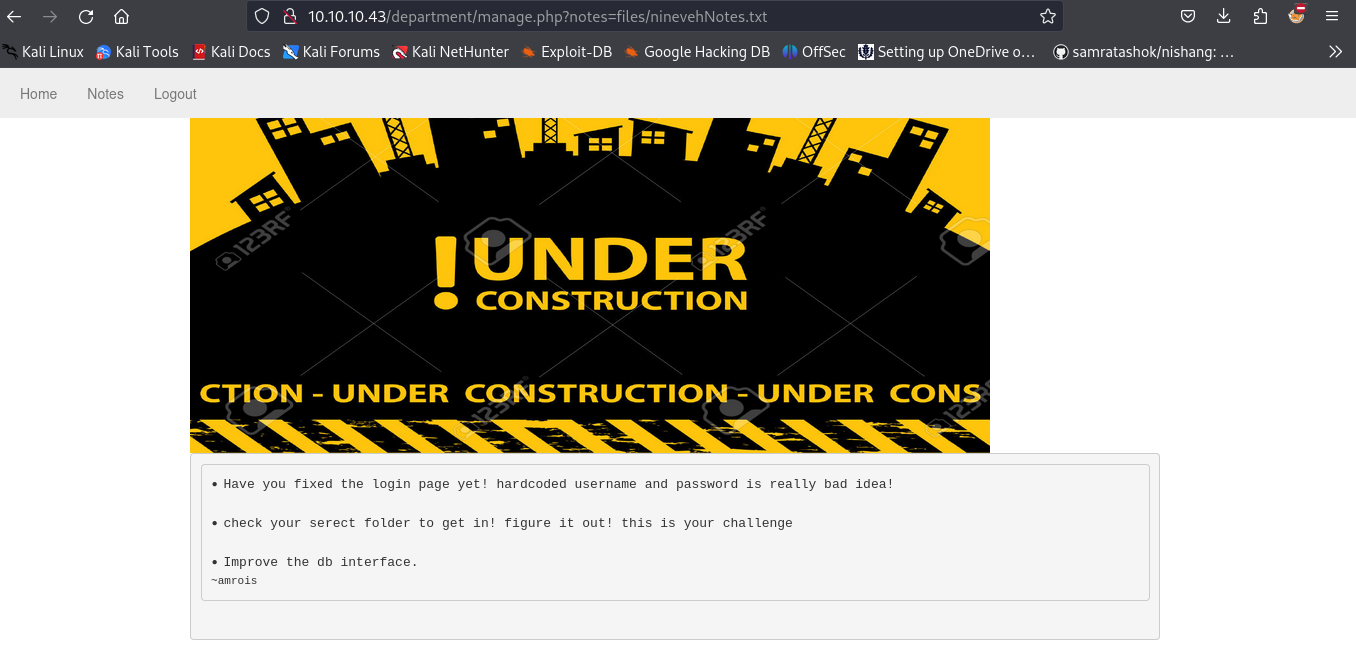 10.10.10.43/department/manage.php?notes=files/ninevehNotes.txt
Kali Linux Kali Tools Kali Docs Kali Forums Kali NetHunter Exploit-DB Google Hacking DB OffSec Setting up OneDrive o… samratashok/nishang: …
Home Notes Logout
123RF 123RF
!UNDER
CONSTRUCTION
CTION - UNDER CONSTRUCTION - UNDER CONS
123RF 123RF
• Have you fixed the login page yet! hardcoded username and password is really bad idea!
• check your serect folder to get in! figure it out! this is your challenge
• Improve the db interface.
~amrois